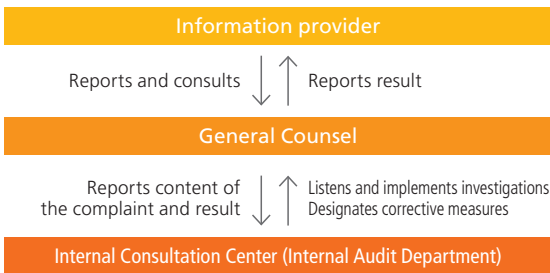 Information provider
Reports and consults
Reports result
General Counsel
Reports content of
the complaint and result
Listens and implements investigations
Designates corrective measures
Internal Consultation Center (Internal Audit Department)